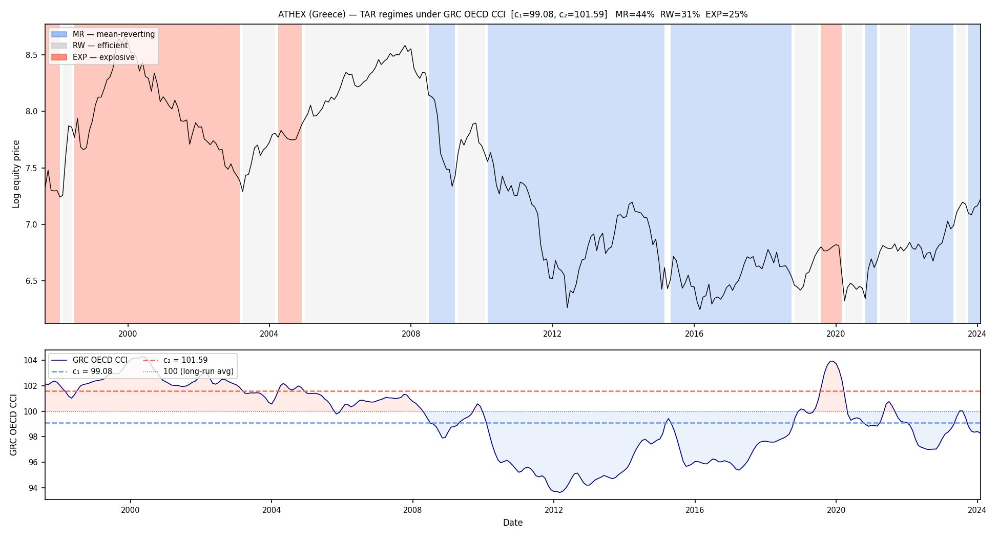 ATHEX (Greece) — TAR regimes under GRC OECD CCI  [c₁=99.08, c₂=101.59]   MR=44%  RW=31%  EXP=25%
MR — mean-reverting
RW — efficient
EXP — explosive
Log equity price
8.5
8.0
7.5
7.0
6.5
2000
2004
2008
2012
2016
2020
2024
GRC OECD CCI
c₁ = 99.08
c₂ = 101.59
100 (long-run avg)
GRC OECD CCI
104
102
100
98
96
94
2000
2004
2008
2012
2016
2020
2024
Date